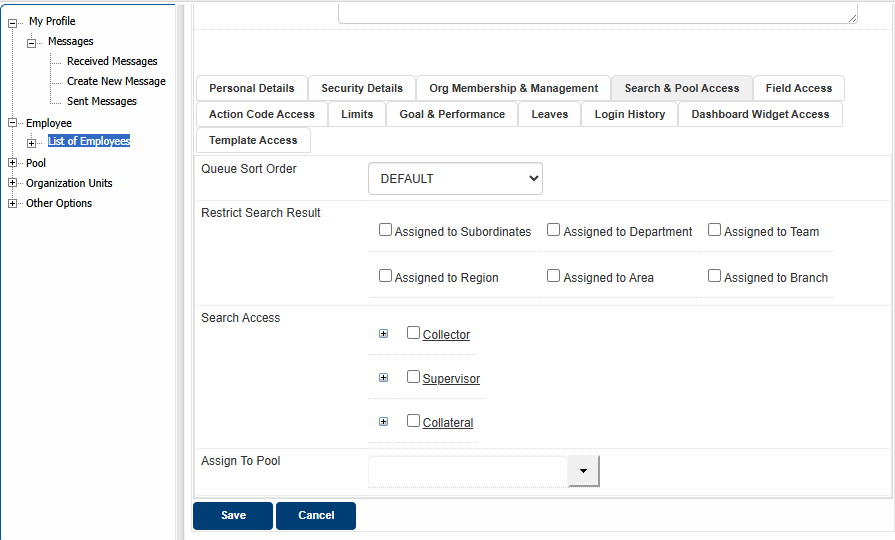 My Profile
Messages
Received Messages
Create New Message
Sent Messages
Employee
List of Employees
Pool
Organization Units
Other Options
Personal Details
Security Details
Org Membership & Management
Search & Pool Access
Field Access
Action Code Access
Limits
Goal & Performance
Leaves
Login History
Dashboard Widget Access
Template Access
Queue Sort Order
DEFAULT
Restrict Search Result
Assigned to Subordinates
Assigned to Department
Assigned to Team
Assigned to Region
Assigned to Area
Assigned to Branch
Search Access
Collector
Supervisor
Collateral
Assign To Pool
Save
Cancel